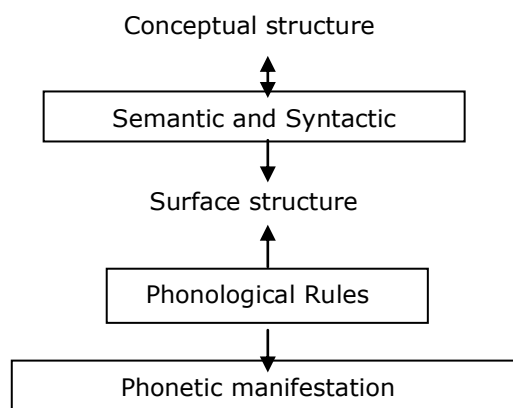 Conceptual structure
Semantic and Syntactic
Surface structure
Phonological Rules
Phonetic manifestation